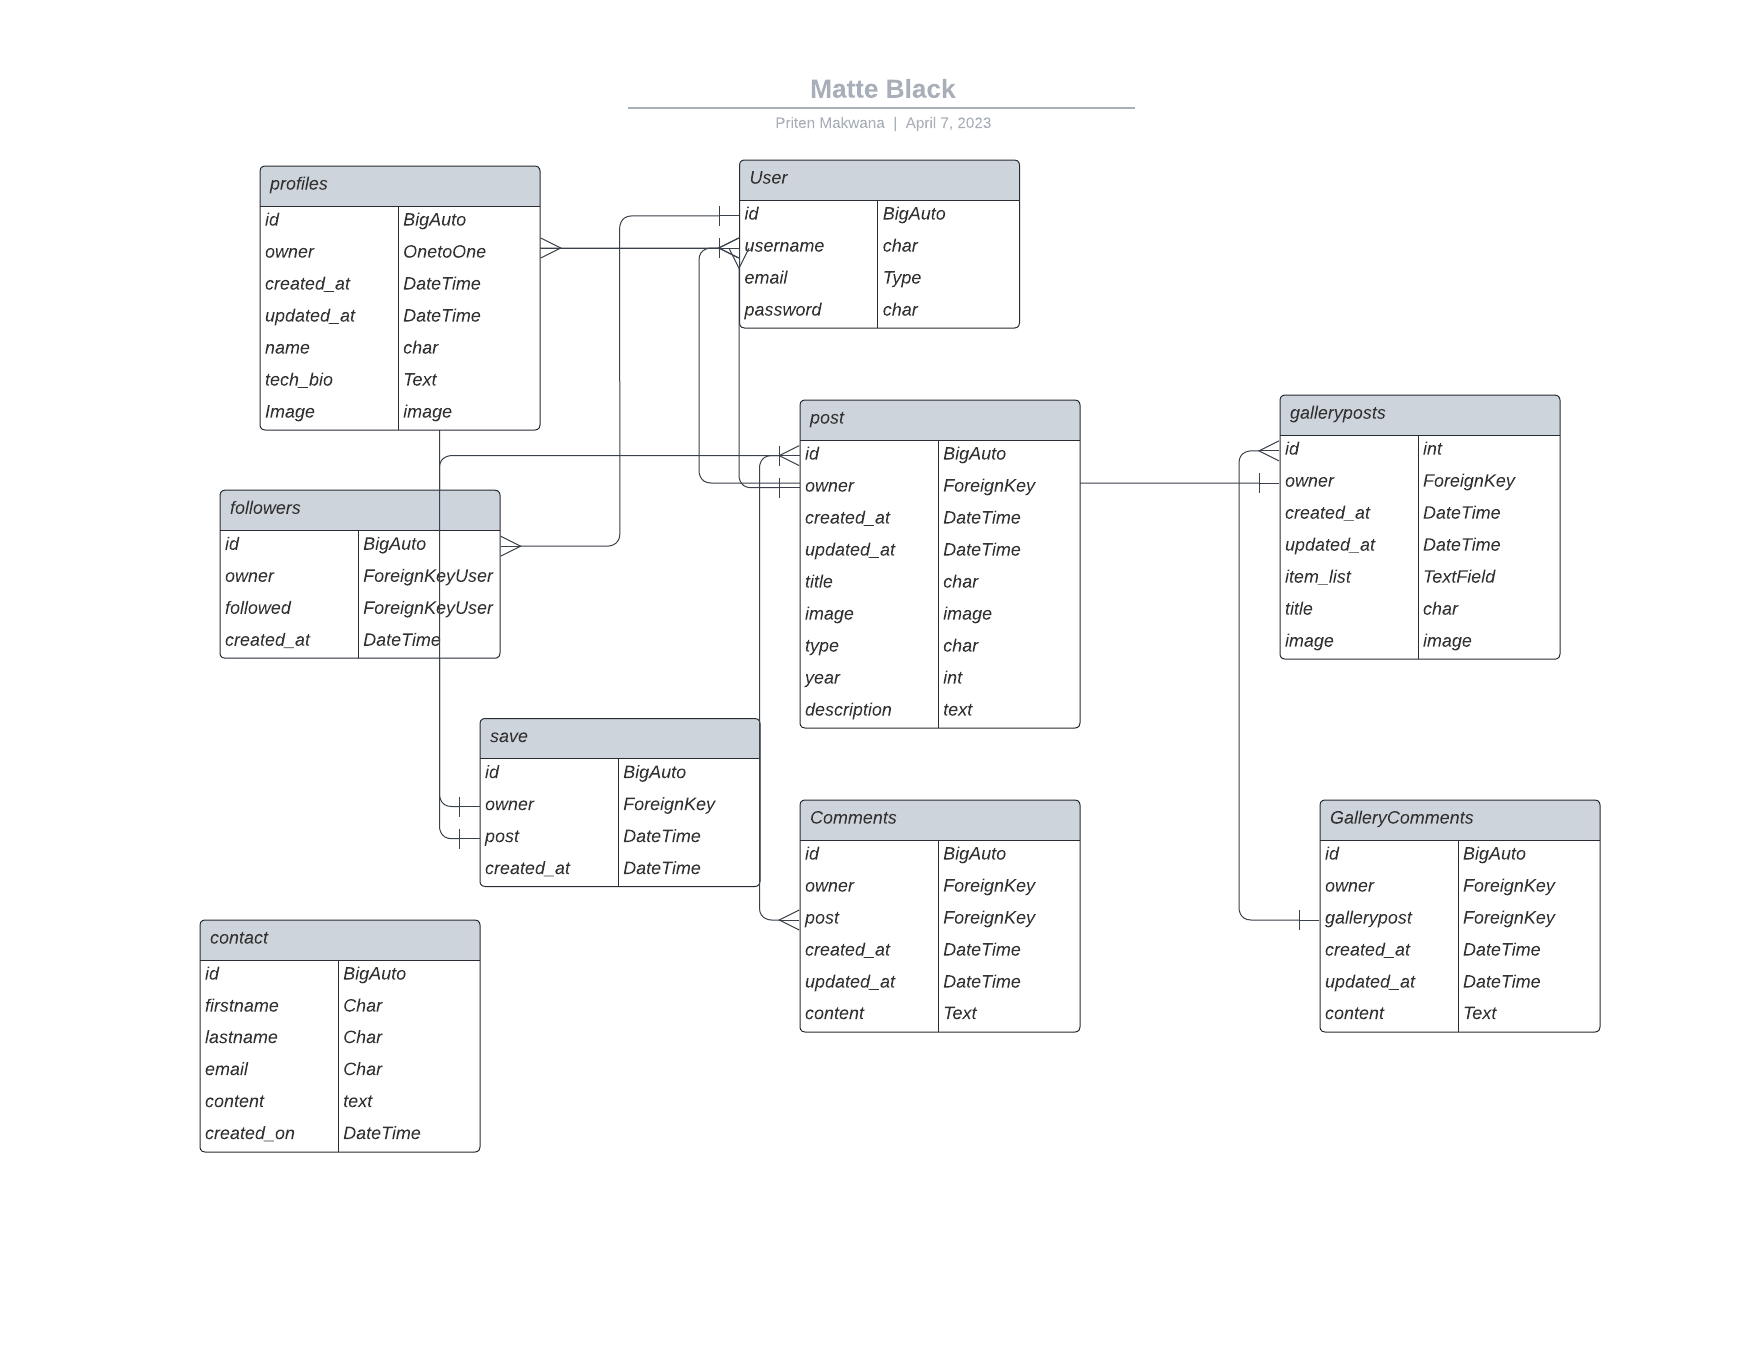 Matte Black
Priten Makwana | April 7, 2023
profiles
id BigAuto
owner OnetoOne
created_at DateTime
updated_at DateTime
name char
tech_bio Text
Image image
User
id BigAuto
username char
email Type
password char
post
id BigAuto
owner ForeignKey
created_at DateTime
updated_at DateTime
title char
image image
type char
year int
description text
galleryposts
id int
owner ForeignKey
created_at DateTime
updated_at DateTime
item_list TextField
title char
image image
followers
id BigAuto
owner ForeignKeyUser
followed ForeignKeyUser
created_at DateTime
save
id BigAuto
owner ForeignKey
post DateTime
created_at DateTime
Comments
id BigAuto
owner ForeignKey
post ForeignKey
created_at DateTime
updated_at DateTime
content Text
GalleryComments
id BigAuto
owner ForeignKey
gallerypost ForeignKey
created_at DateTime
updated_at DateTime
content Text
contact
id BigAuto
firstname Char
lastname Char
email Char
content text
created_on DateTime